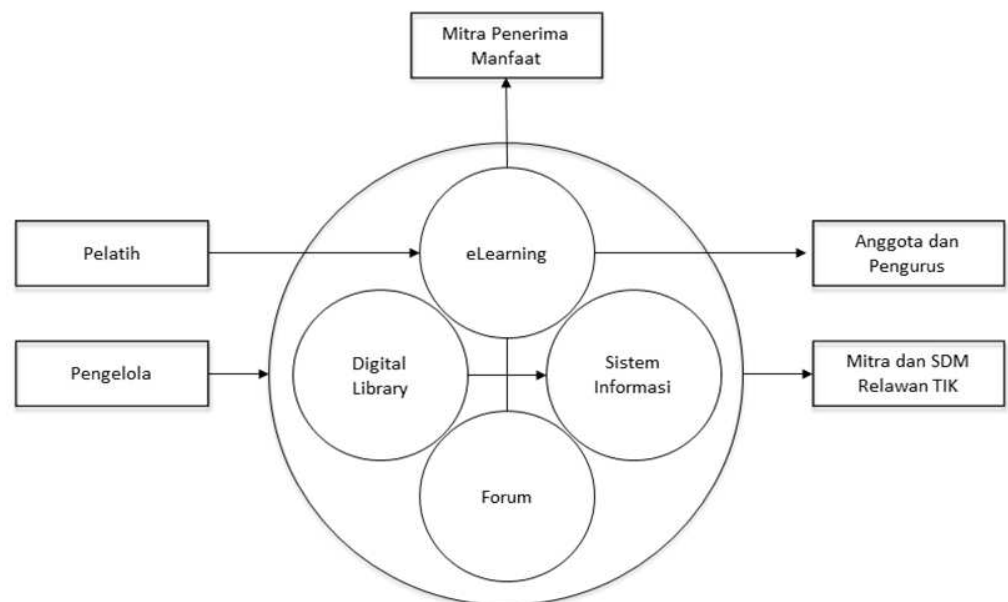 Mitra Penerima
Manfaat
Pelatih
eLearning
Anggota dan
Pengurus
Pengelola
Digital
Library
Sistem
Informasi
Mitra dan SDM
Relawan TIK
Forum